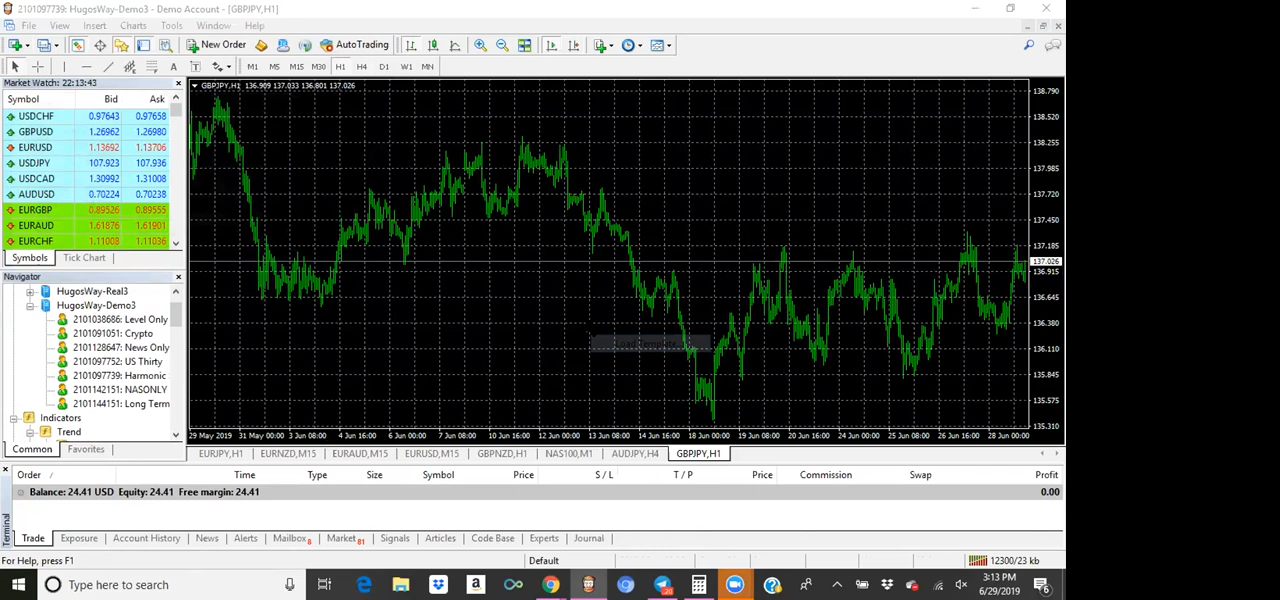 2101097739: HugosWay-Demo3 - Demo Account - [GBPJPY,H1]
File View Insert Charts Tools Window Help
New Order AutoTrading
A T M1 M5 M15 M30 H1 H4 D1 W1 MN
Market Watch: 22:13:43
Symbol Bid Ask
USDCHF 0.97643 0.97658
GBPUSD 1.26962 1.26980
EURUSD 1.13692 1.13706
USDJPY 107.923 107.936
USDCAD 1.30992 1.31008
AUDUSD 0.70224 0.70238
EURGBP 0.89526 0.89555
EURAUD 1.61876 1.61901
EURCHF 1.11008 1.11036
Symbols Tick Chart
Navigator
HugosWay-Real3
HugosWay-Demo3
2101038686: Level Only
2101091051: Crypto
2101128647: News Only
2101097752: US Thirty
2101097739: Harmonic
2101142151: NASONLY
2101144151: Long Term
Indicators
Trend
Common Favorites
GBPJPY,H1 136.909 137.033 136.801 137.026
138.790
138.520
138.255
137.985
137.720
137.450
137.185
137.026
136.915
136.645
136.380
136.110
135.845
135.575
135.310
29 May 2019 31 May 00:00 3 Jun 08:00 4 Jun 16:00 6 Jun 00:00 7 Jun 08:00 10 Jun 16:00 12 Jun 00:00 13 Jun 08:00 14 Jun 16:00 18 Jun 00:00 19 Jun 08:00 20 Jun 16:00 24 Jun 00:00 25 Jun 08:00 26 Jun 16:00 28 Jun 00:00
EURJPY,H1 EURNZD,M15 EURAUD,M15 EURUSD,M15 GBPNZD,H1 NAS100,M1 AUDJPY,H4 GBPJPY,H1
Order / Time Type Size Symbol Price S / L T / P Price Commission Swap Profit
Balance: 24.41 USD Equity: 24.41 Free margin: 24.41 0.00
Terminal
Trade Exposure Account History News Alerts Mailbox 8 Market 81 Signals Articles Code Base Experts Journal
For Help, press F1 Default 12300/23 kb
Type here to search
20
3:13 PM
6/29/2019
6